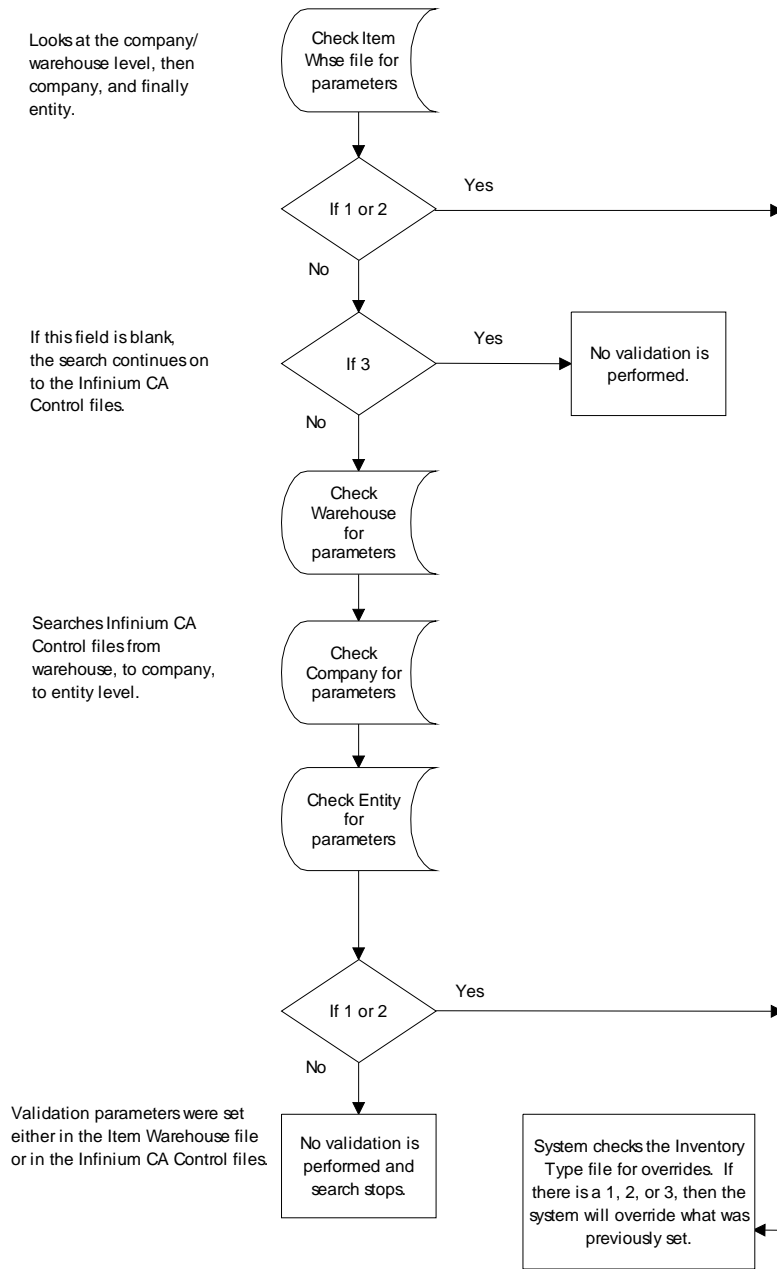 Looks at the company/
warehouse level, then
company, and finally
entity.
Check Item
Whse file for
parameters
If 1 or 2
Yes
No
If this field is blank,
the search continues on
to the Infinium CA
Control files.
If 3
Yes
No validation is
performed.
No
Check
Warehouse
for
parameters
Searches Infinium CA
Control files from
warehouse, to company,
to entity level.
Check
Company for
parameters
Check Entity
for
parameters
If 1 or 2
Yes
No
Validation parameters were set
either in the Item Warehouse file
or in the Infinium CA Control files.
No validation is
performed and
search stops.
System checks the Inventory
Type file for overrides.  If
there is a 1, 2, or 3, then the
system will override what was
previously set.